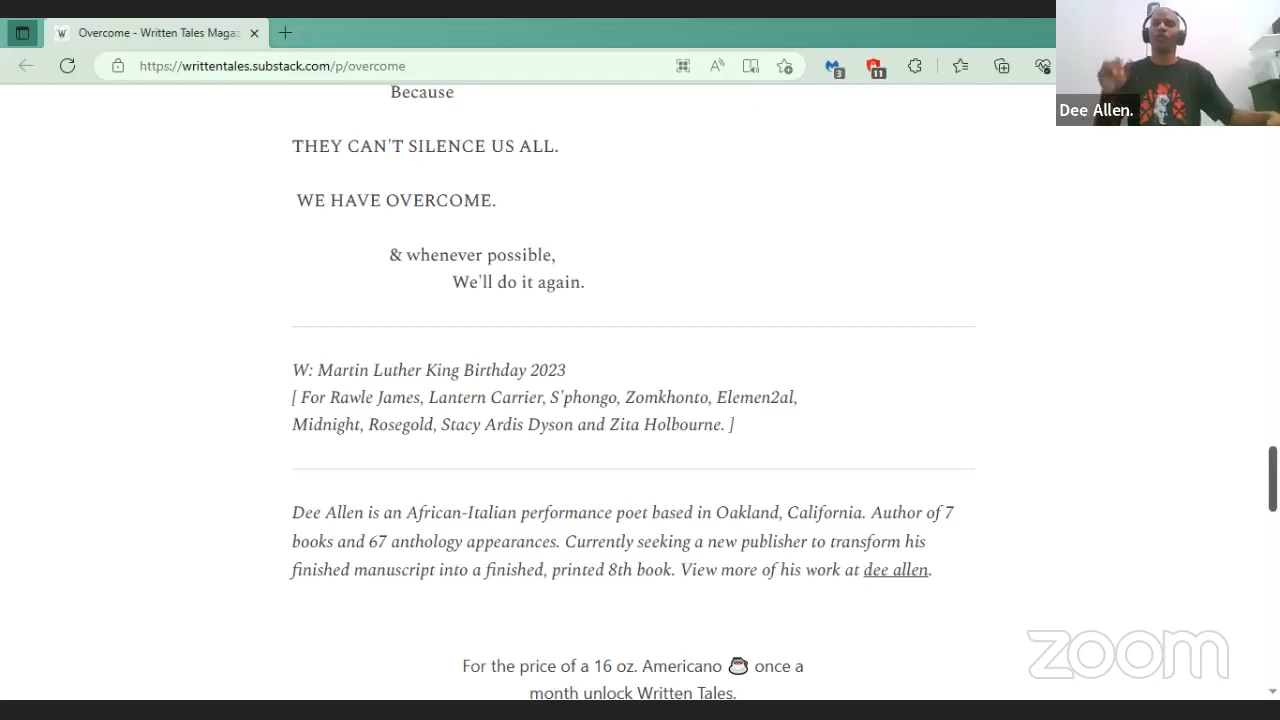 Overcome - Written Tales Magaz
https://writtentales.substack.com/p/overcome
3
11
Dee Allen.
Because
THEY CAN'T SILENCE US ALL.
WE HAVE OVERCOME.
& whenever possible,
We'll do it again.
W: Martin Luther King Birthday 2023
[ For Rawle James, Lantern Carrier, S'phongo, Zomkhonto, Elemen2al,
Midnight, Rosegold, Stacy Ardis Dyson and Zita Holbourne. ]
Dee Allen is an African-Italian performance poet based in Oakland, California. Author of 7
books and 67 anthology appearances. Currently seeking a new publisher to transform his
finished manuscript into a finished, printed 8th book. View more of his work at dee allen.
For the price of a 16 oz. Americano ☕ once a
month unlock Written Tales.
zoom